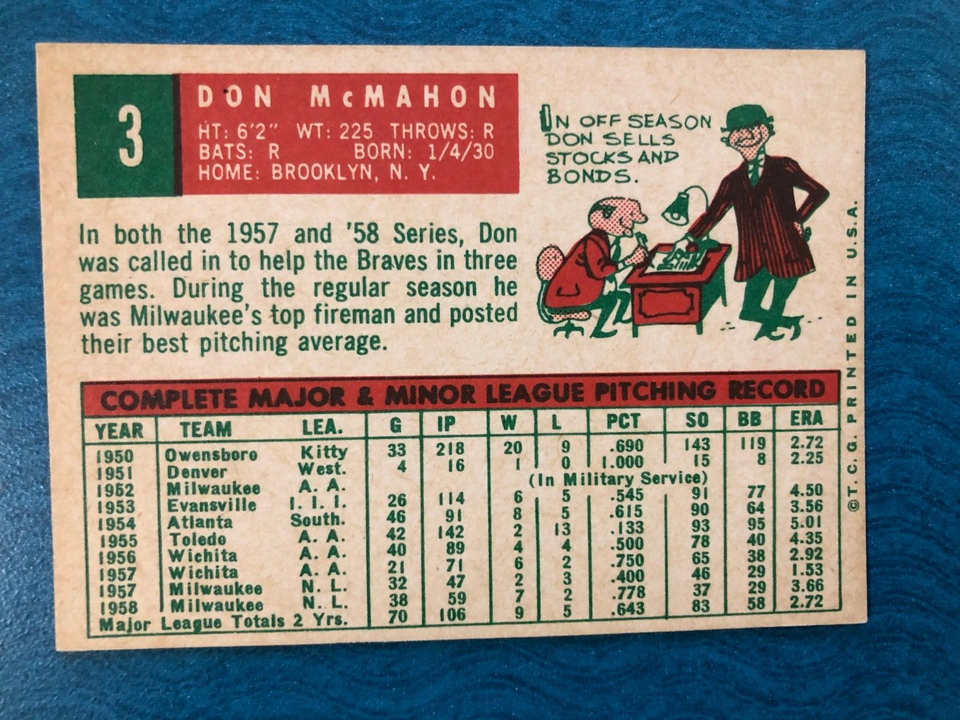 3
DON McMAHON
HT: 6'2" WT: 225 THROWS: R
BATS: R BORN: 1/4/30
HOME: BROOKLYN, N. Y.
In both the 1957 and '58 Series, Don
was called in to help the Braves in three
games. During the regular season he
was Milwaukee's top fireman and posted
their best pitching average.
IN OFF SEASON
DON SELLS
STOCKS AND
BONDS.
COMPLETE MAJOR & MINOR LEAGUE PITCHING RECORD
YEAR TEAM LEA. G IP W L PCT SO BB ERA
1950 Owensboro Kitty 33 218 20 9 .690 143 119 2.72
1951 Denver West. 4 16 1 0 1.000 15 8 2.25
1952 Milwaukee A. A. (In Military Service)
1953 Evansville I. I. I. 26 114 6 5 .545 91 77 4.50
1954 Atlanta South. 46 91 8 5 .615 90 64 3.56
1955 Toledo A. A. 42 142 2 13 .133 93 95 5.01
1956 Wichita A. A. 40 89 4 4 .500 78 40 4.35
1957 Wichita A. A. 21 71 6 2 .750 65 38 2.92
1957 Milwaukee N. L. 32 47 2 3 .400 46 29 1.53
1958 Milwaukee N. L. 38 59 7 2 .778 37 29 3.66
Major League Totals 2 Yrs. 70 106 9 5 .643 83 58 2.72
©T.C.G. PRINTED IN U.S.A.